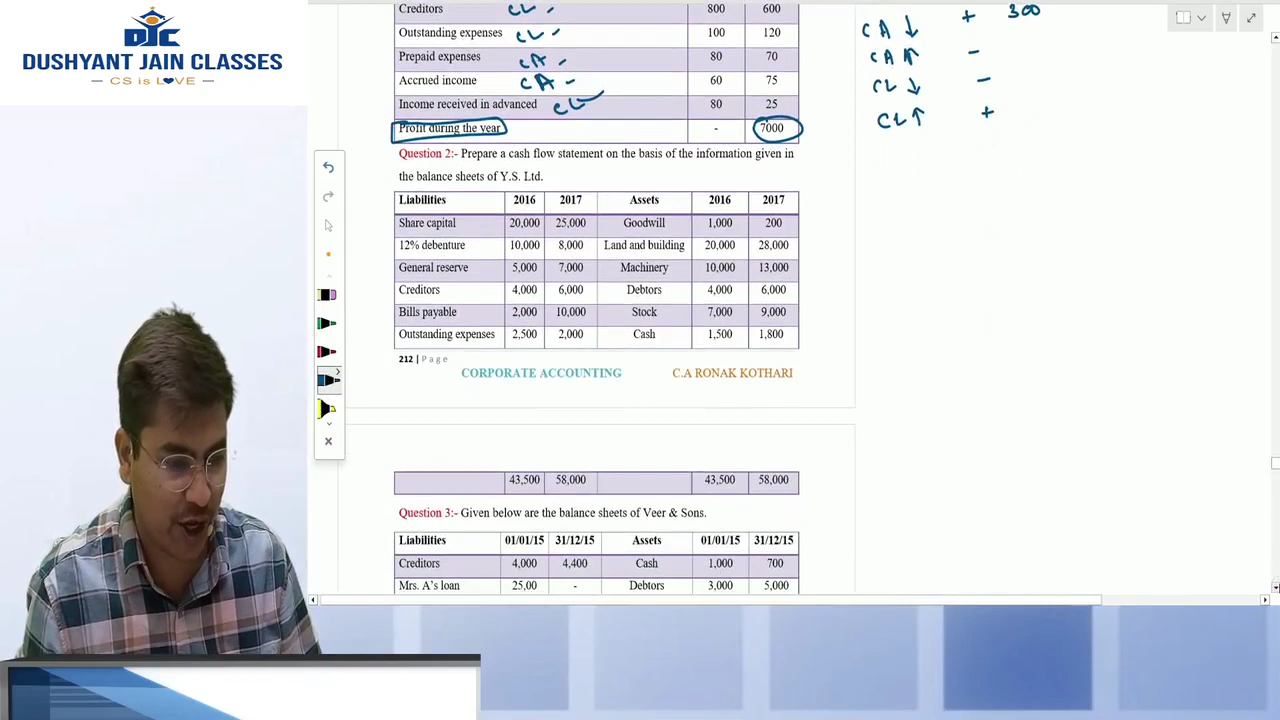 DJC
DUSHYANT JAIN CLASSES
CS is LOVE
Creditors CL - 800 600
Outstanding expenses CL - 100 120
Prepaid expenses CA - 80 70
Accrued income CA - 60 75
Income received in advanced CL 80 25
Profit during the year - 7000
CA ↓ + 300
CA ↑ -
CL ↓ -
CL ↑ +
Question 2:- Prepare a cash flow statement on the basis of the information given in
the balance sheets of Y.S. Ltd.
Liabilities 2016 2017 Assets 2016 2017
Share capital 20,000 25,000 Goodwill 1,000 200
12% debenture 10,000 8,000 Land and building 20,000 28,000
General reserve 5,000 7,000 Machinery 10,000 13,000
Creditors 4,000 6,000 Debtors 4,000 6,000
Bills payable 2,000 10,000 Stock 7,000 9,000
Outstanding expenses 2,500 2,000 Cash 1,500 1,800
212 | Page
CORPORATE ACCOUNTING C.A RONAK KOTHARI
43,500 58,000 43,500 58,000
Question 3:- Given below are the balance sheets of Veer & Sons.
Liabilities 01/01/15 31/12/15 Assets 01/01/15 31/12/15
Creditors 4,000 4,400 Cash 1,000 700
Mrs. A's loan 25,00 - Debtors 3,000 5,000